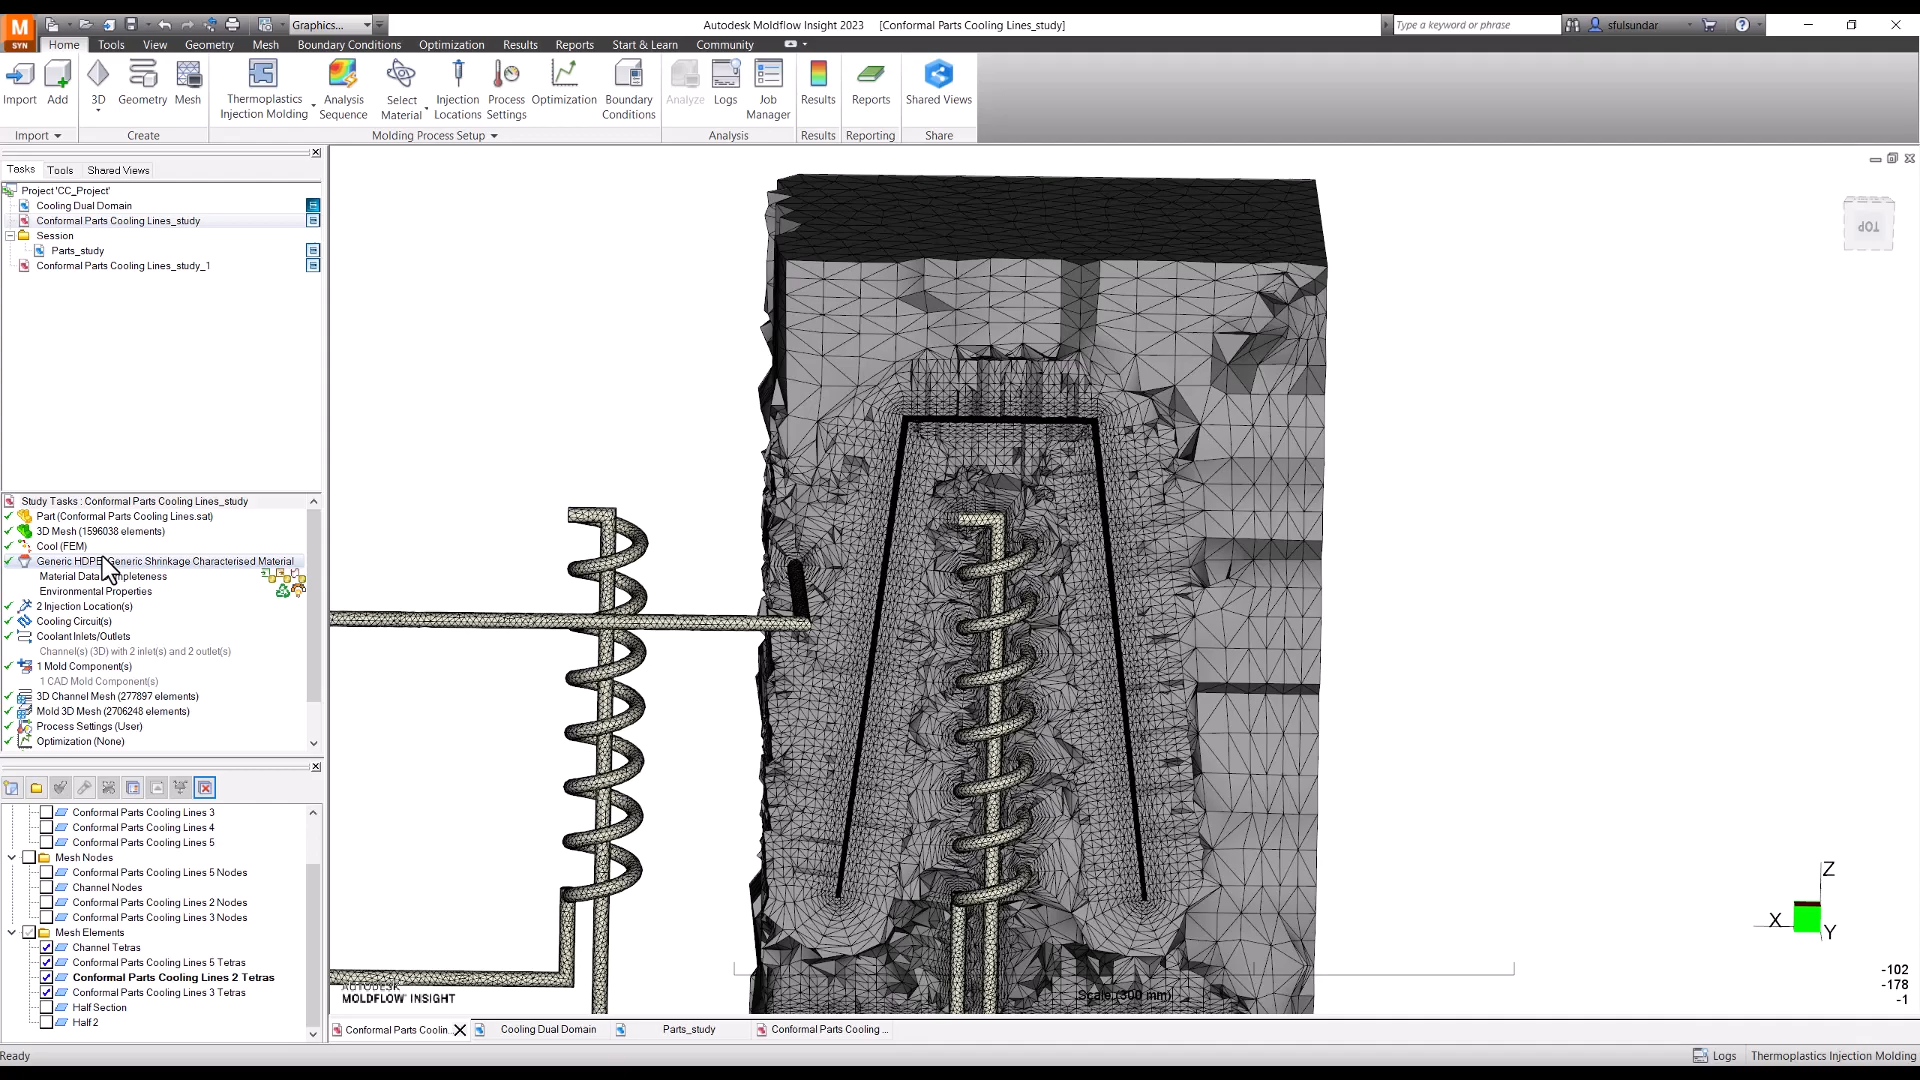 Graphics...
Autodesk Moldflow Insight 2023 [Conformal Parts Cooling Lines_study]
Type a keyword or phrase
sfulsundar
M
SYN
Home Tools View Geometry Mesh Boundary Conditions Optimization Results Reports Start & Learn Community
Import
Add
3D
Geometry
Mesh
Thermoplastics
Injection Molding
Analysis
Sequence
Select
Material
Injection
Locations
Process
Settings
Optimization
Boundary
Conditions
Analyze
Logs
Job
Manager
Results
Reports
Shared Views
Import
Create
Molding Process Setup
Analysis
Results
Reporting
Share
Tasks Tools Shared Views
Project 'CC_Project'
Cooling Dual Domain
Conformal Parts Cooling Lines_study
Session
Parts_study
Conformal Parts Cooling Lines_study_1
Study Tasks : Conformal Parts Cooling Lines_study
Part (Conformal Parts Cooling Lines.sat)
3D Mesh (1596038 elements)
Cool (FEM)
Generic HDPE Generic Shrinkage Characterised Material
Material Data
Environmental Properties
2 Injection Location(s)
Cooling Circuit(s)
Coolant Inlets/Outlets
Channel(s) (3D) with 2 inlet(s) and 2 outlet(s)
1 Mold Component(s)
1 CAD Mold Component(s)
3D Channel Mesh (277897 elements)
Mold 3D Mesh (2706248 elements)
Process Settings (User)
Optimization (None)
Conformal Parts Cooling Lines 3
Conformal Parts Cooling Lines 4
Conformal Parts Cooling Lines 5
Mesh Nodes
Conformal Parts Cooling Lines 5 Nodes
Channel Nodes
Conformal Parts Cooling Lines 2 Nodes
Conformal Parts Cooling Lines 3 Nodes
Mesh Elements
Channel Tetras
Conformal Parts Cooling Lines 5 Tetras
Conformal Parts Cooling Lines 2 Tetras
Conformal Parts Cooling Lines 3 Tetras
Half Section
Half 2
TOP
Z
X
Y
-102
-178
-1
AUTODESK
MOLDFLOW INSIGHT
Scale (300 mm)
Conformal Parts Coolin...
Cooling Dual Domain
Parts_study
Conformal Parts Cooling ...
Ready
Logs
Thermoplastics Injection Molding